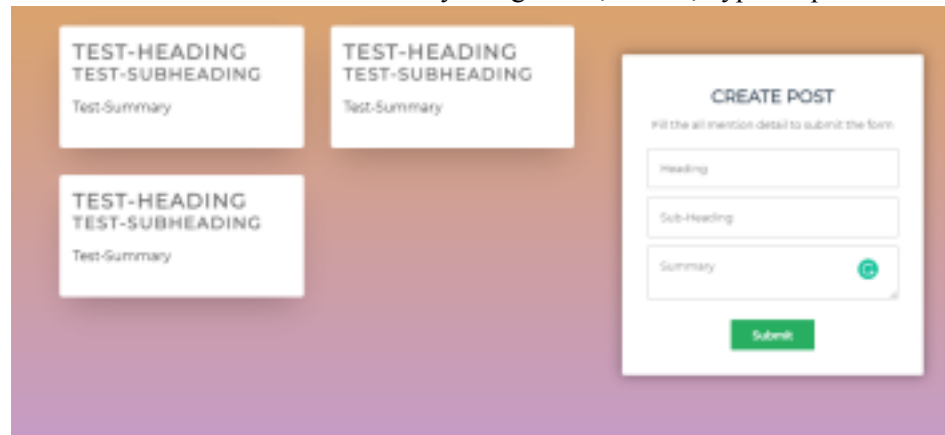 TEST-HEADING
TEST-SUBHEADING
Test-Summary
TEST-HEADING
TEST-SUBHEADING
Test-Summary
TEST-HEADING
TEST-SUBHEADING
Test-Summary
CREATE POST
Fill the all mention detail to submit the form
Heading
Sub-Heading
Summary
Submit